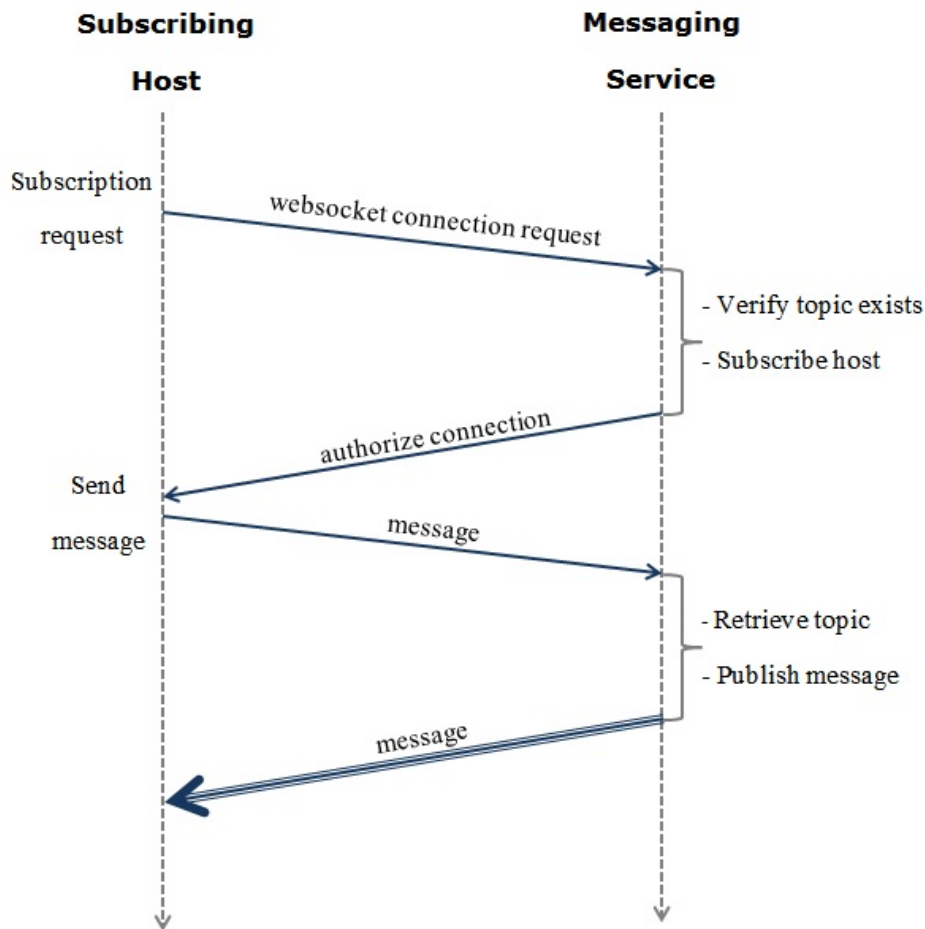 Subscribing
Host
Messaging
Service
Subscription
request
websocket connection request
- Verify topic exists
- Subscribe host
authorize connection
Send
message
message
- Retrieve topic
- Publish message
message